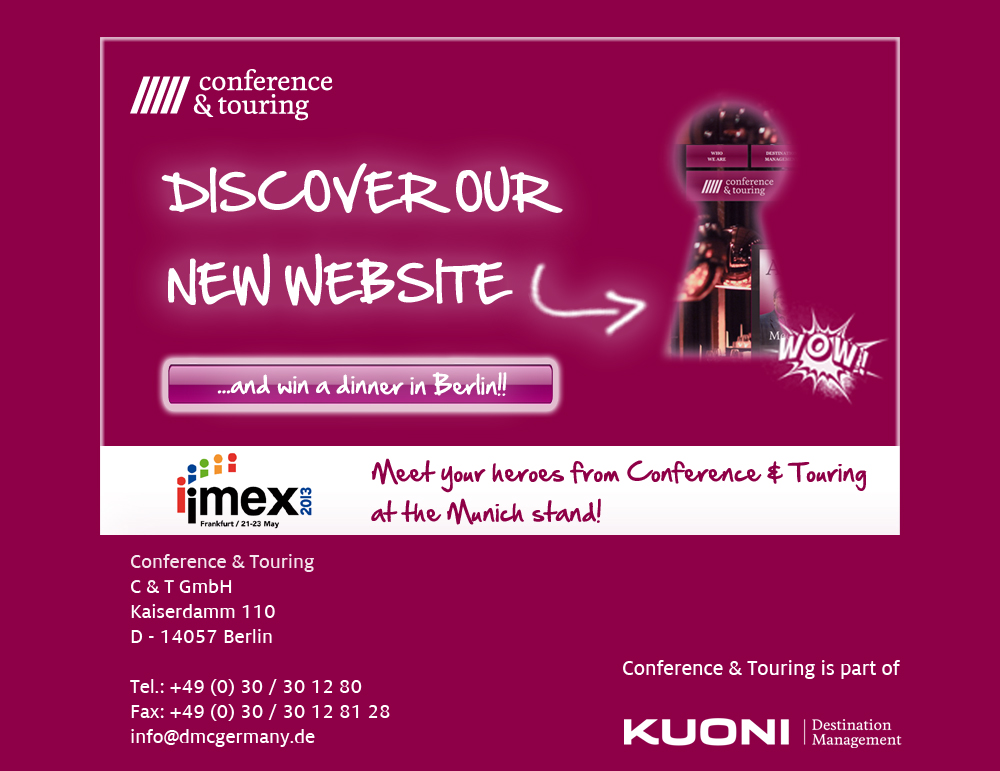 conference
& touring
DISCOVER OUR
NEW WEBSITE
...and win a dinner in Berlin!!
WHO
WE ARE
conference
& touring
WOW!!
imex 2013
Frankfurt / 21-23 May
Meet your heroes from Conference & Touring
at the Munich stand!
Conference & Touring
C & T GmbH
Kaiserdamm 110
D - 14057 Berlin
Tel.: +49 (0) 30 / 30 12 80
Fax: +49 (0) 30 / 30 12 81 28
info@dmcgermany.de
Conference & Touring is part of
KUONI
Destination
Management